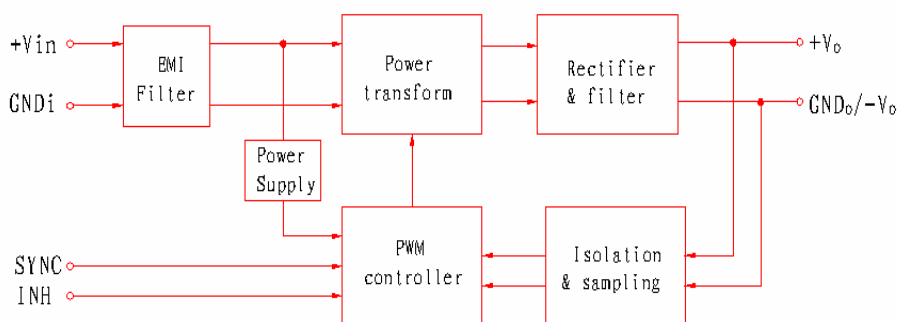 +Vin
GNDi
EMI
Filter
Power
transform
Rectifier
& filter
+Vo
GNDo/-Vo
Power
Supply
SYNC
INH
PWM
controller
Isolation
& sampling